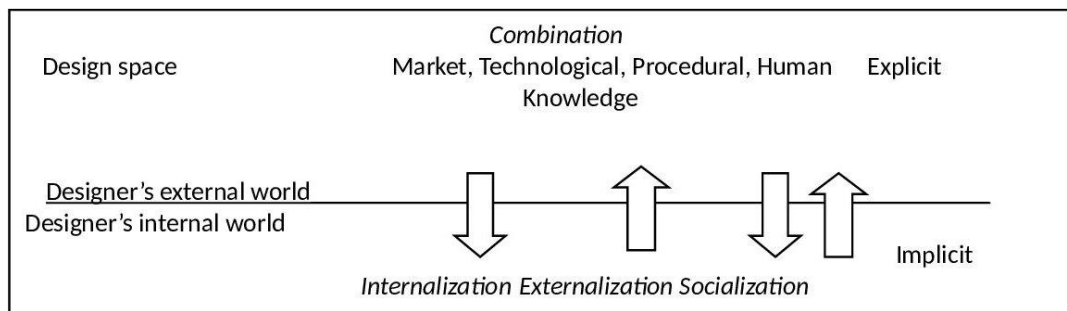 Combination
Design space Market, Technological, Procedural, Human Explicit
Knowledge
Designer’s external world
Designer’s internal world
Implicit
Internalization Externalization Socialization